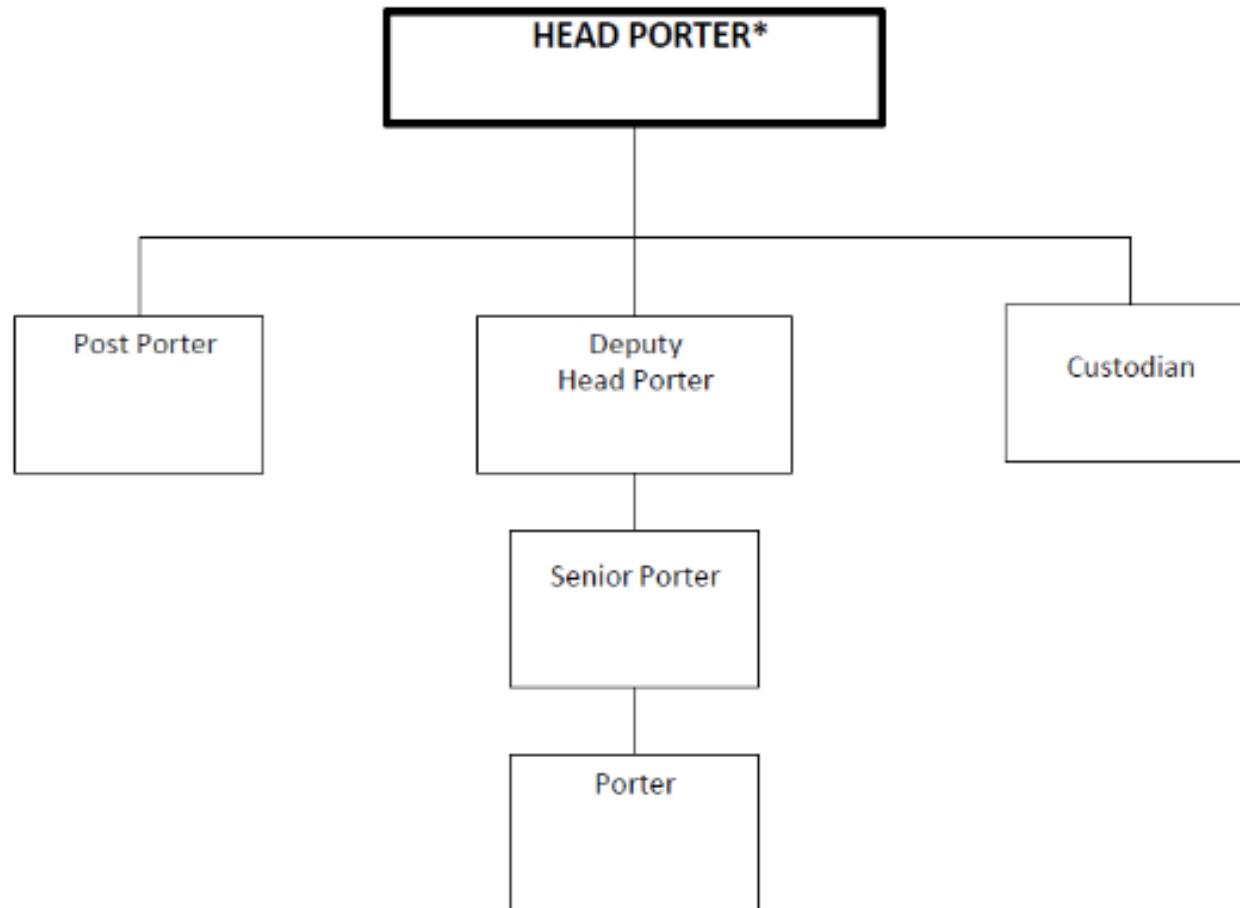 HEAD PORTER*
Post Porter
Deputy
Head Porter
Custodian
Senior Porter
Porter